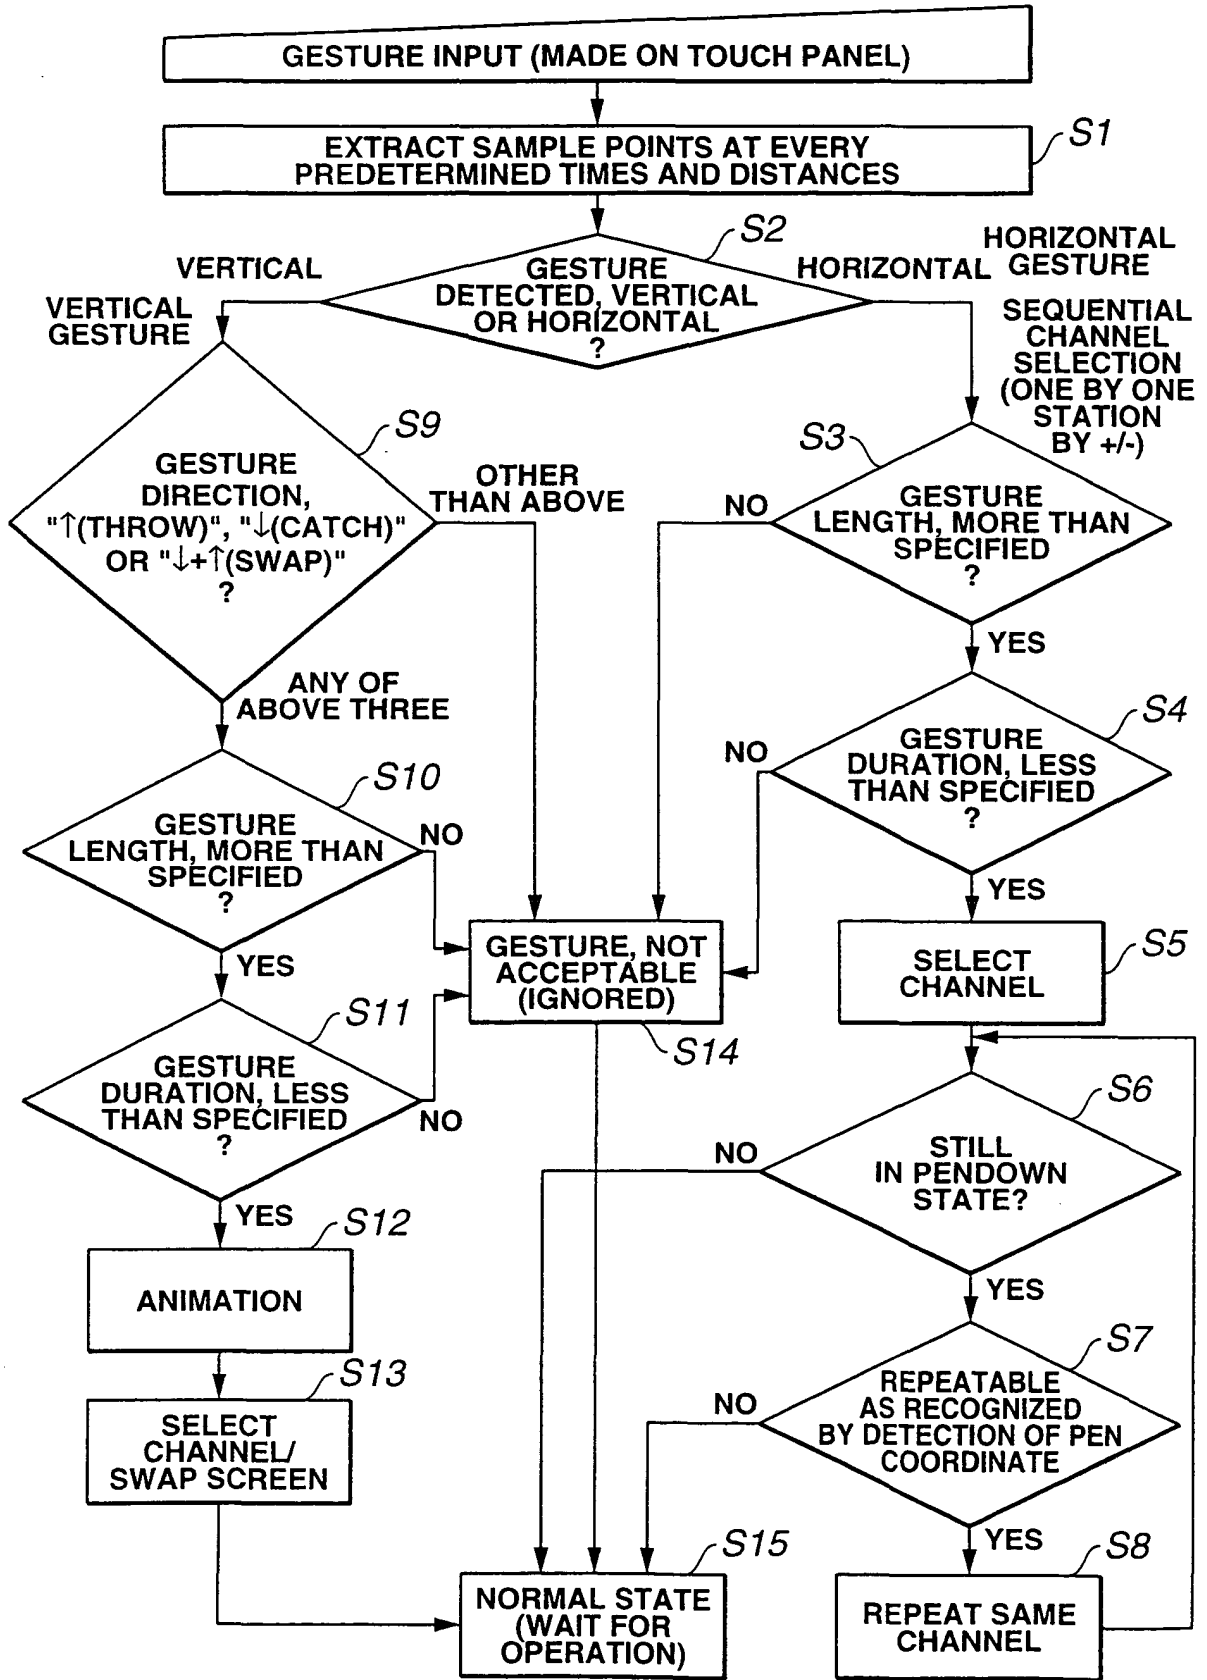 GESTURE INPUT (MADE ON TOUCH PANEL)
S1
EXTRACT SAMPLE POINTS AT EVERY
PREDETERMINED TIMES AND DISTANCES
S2
GESTURE
DETECTED, VERTICAL
OR HORIZONTAL
?
VERTICAL
VERTICAL
GESTURE
HORIZONTAL
HORIZONTAL
GESTURE
SEQUENTIAL
CHANNEL
SELECTION
(ONE BY ONE
STATION
BY +/-)
S9
GESTURE
DIRECTION,
"↑(THROW)", "↓(CATCH)"
OR "↓+↑(SWAP)"
?
OTHER
THAN ABOVE
ANY OF
ABOVE THREE
S3
GESTURE
LENGTH, MORE THAN
SPECIFIED
?
NO
YES
S4
GESTURE
DURATION, LESS
THAN SPECIFIED
?
NO
YES
S10
GESTURE
LENGTH, MORE THAN
SPECIFIED
?
NO
YES
S11
GESTURE
DURATION, LESS
THAN SPECIFIED
?
NO
YES
GESTURE, NOT
ACCEPTABLE
(IGNORED)
S14
S5
SELECT
CHANNEL
S6
STILL
IN PENDOWN
STATE?
NO
YES
S12
ANIMATION
S13
SELECT
CHANNEL/
SWAP SCREEN
S7
REPEATABLE
AS RECOGNIZED
BY DETECTION OF PEN
COORDINATE
NO
YES
S8
REPEAT SAME
CHANNEL
S15
NORMAL STATE
(WAIT FOR
OPERATION)